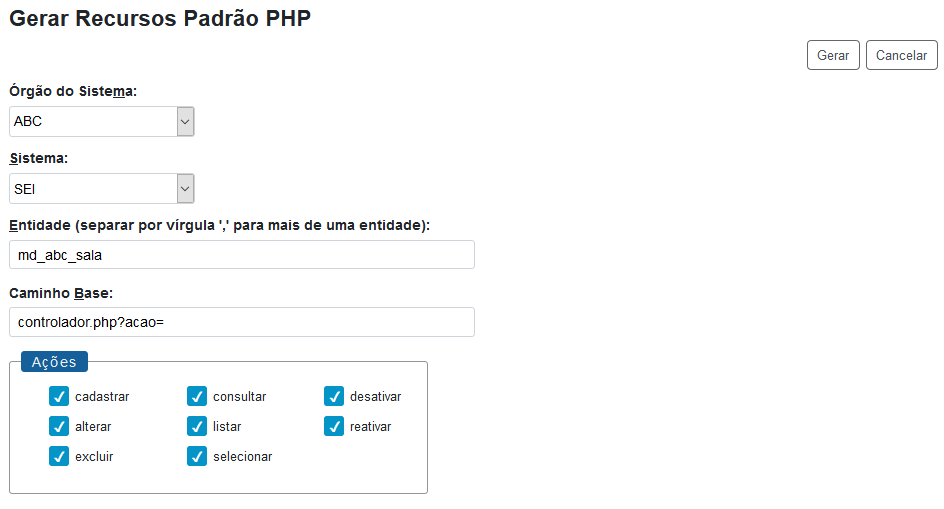 Gerar Recursos Padrão PHP
Gerar Cancelar
Órgão do Sistema:
ABC
Sistema:
SEI
Entidade (separar por vírgula ',' para mais de uma entidade):
md_abc_sala
Caminho Base:
controlador.php?acao=
Ações
cadastrar consultar desativar
alterar listar reativar
excluir selecionar